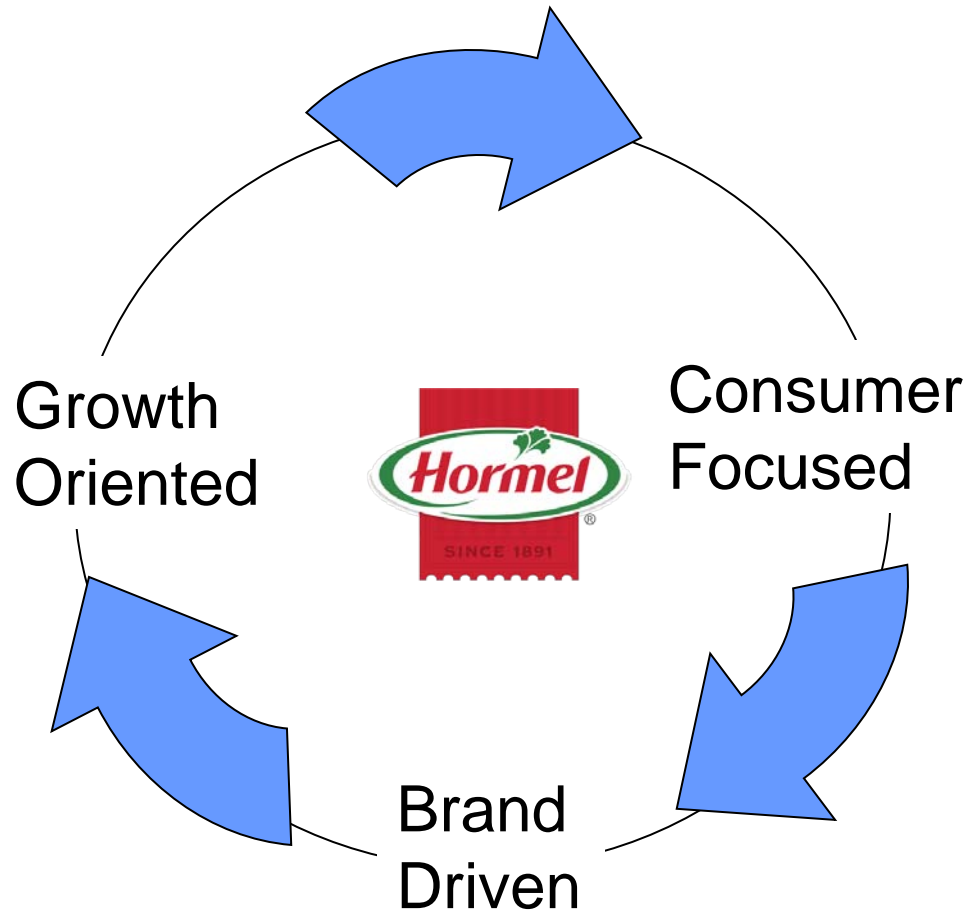 Growth
Oriented
Consumer
Focused
Hormel
®
SINCE 1891
Brand
Driven